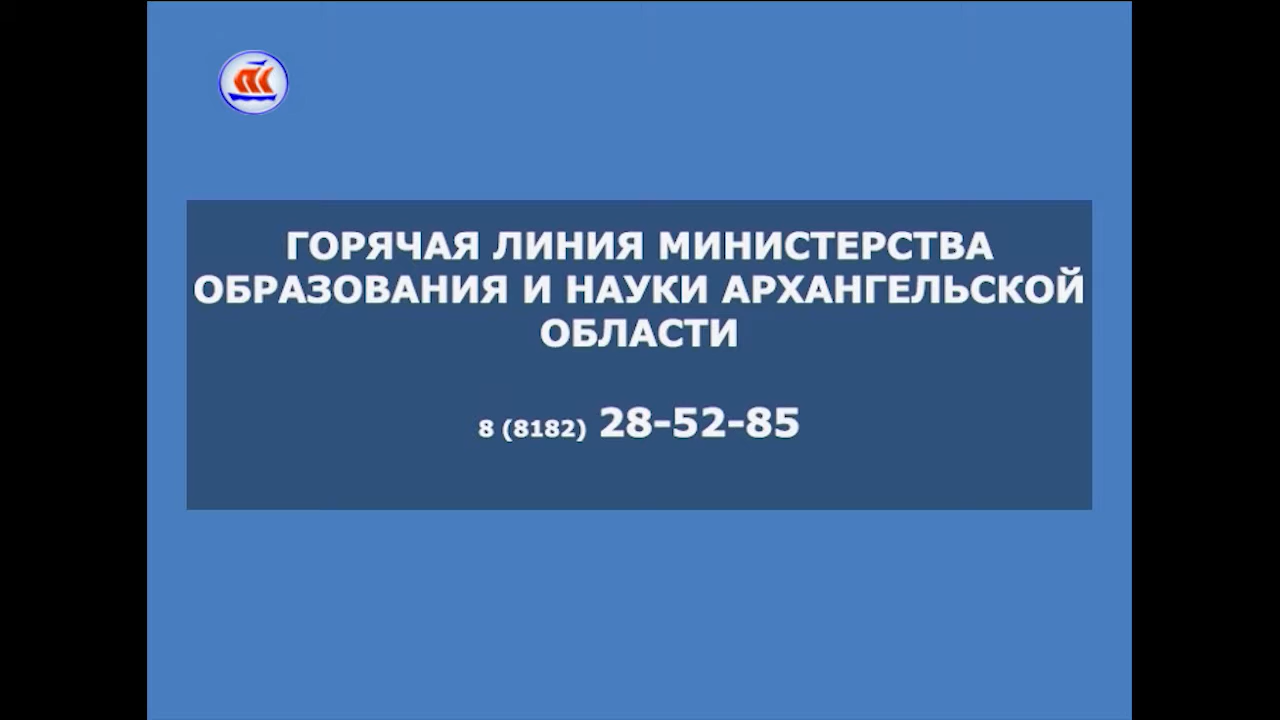 ГОРЯЧАЯ ЛИНИЯ МИНИСТЕРСТВА
ОБРАЗОВАНИЯ И НАУКИ АРХАНГЕЛЬСКОЙ
ОБЛАСТИ
8 (8182) 28-52-85